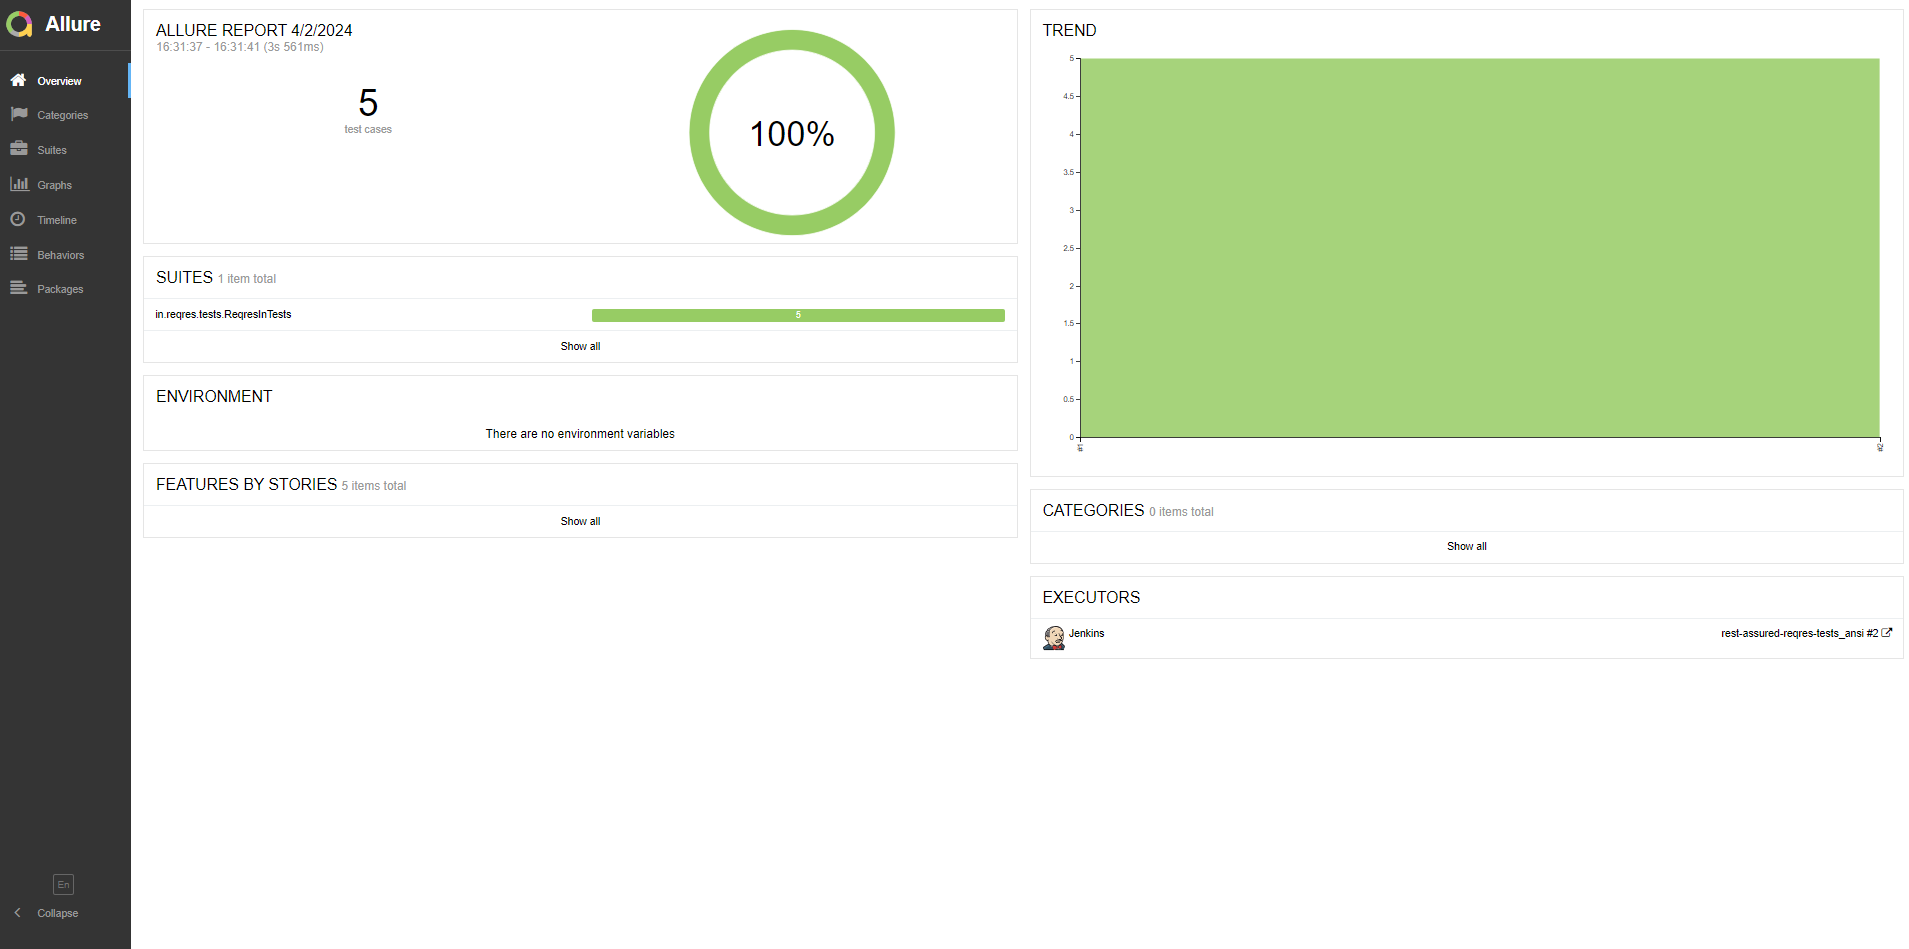 Allure
Overview
Categories
Suites
Graphs
Timeline
Behaviors
Packages
En
Collapse
ALLURE REPORT 4/2/2024
16:31:37 - 16:31:41 (3s 561ms)
5
test cases
100%
SUITES 1 item total
in.reqres.tests.ReqresInTests
5
Show all
ENVIRONMENT
There are no environment variables
FEATURES BY STORIES 5 items total
Show all
TREND
5
4.5
4
3.5
3
2.5
2
1.5
1
0.5
0
#1
#2
CATEGORIES 0 items total
Show all
EXECUTORS
Jenkins
rest-assured-reqres-tests_ansi #2